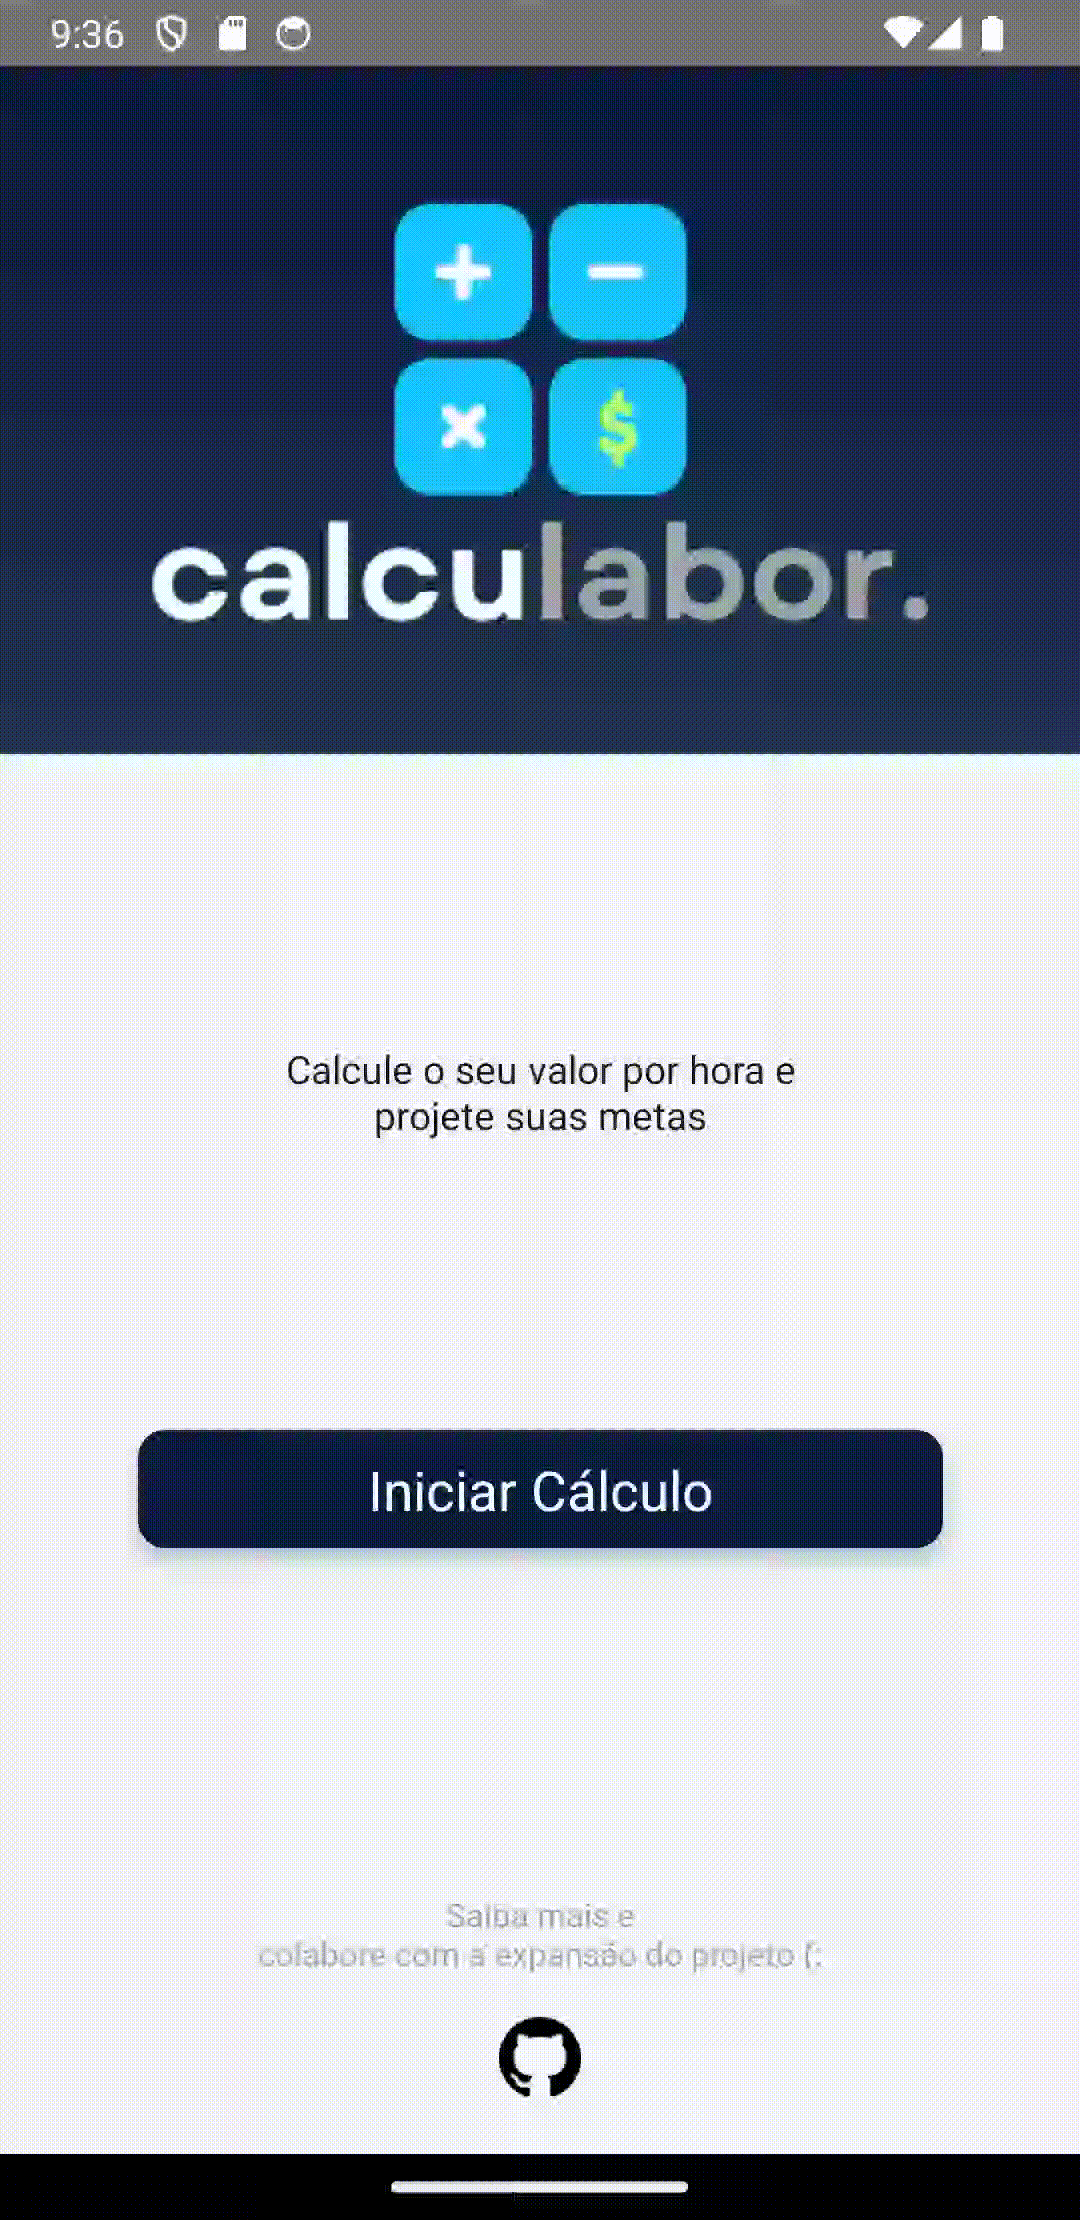 9:36
+ −
× $
calculabor.
Calcule o seu valor por hora e
projete suas metas
Iniciar Cálculo
Saiba mais e
colabore com a expansão do projeto (: